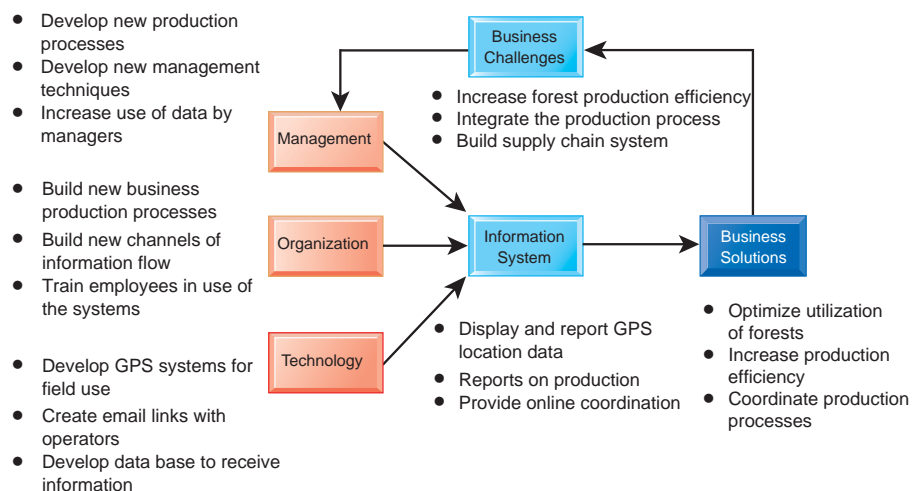 • Develop new production
processes
• Develop new management
techniques
• Increase use of data by
managers
Business
Challenges
• Increase forest production efficiency
• Integrate the production process
• Build supply chain system
Management
• Build new business
production processes
• Build new channels of
information flow
• Train employees in use of
the systems
Organization
Information
System
Business
Solutions
Technology
• Display and report GPS
location data
• Reports on production
• Provide online coordination
• Optimize utilization
of forests
• Increase production
efficiency
• Coordinate production
processes
• Develop GPS systems for
field use
• Create email links with
operators
• Develop data base to receive
information